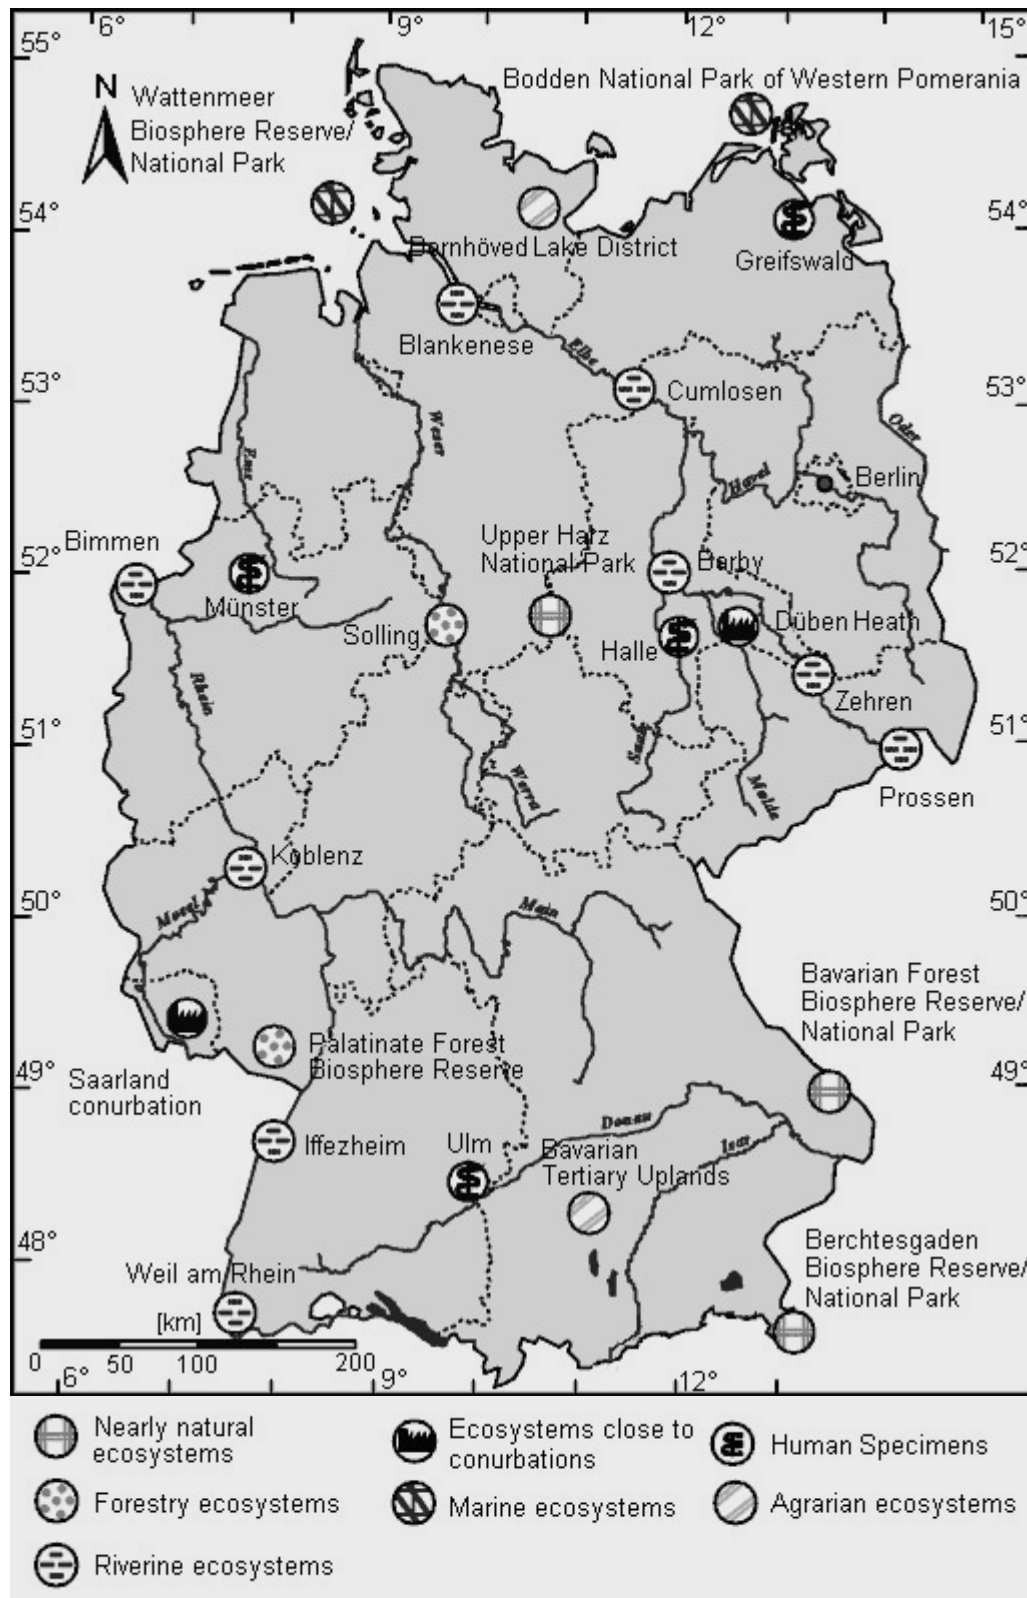 6°
9°
12°
15°
55°
55°
Bodden National Park of Western Pomerania
N
Wattenmeer
Biosphere Reserve/
National Park
54°
54°
Bornhöved Lake District
Greifswald
Blankenese
Elbe
Cumlosen
53°
53°
Weser
Oder
Ems
Havel
Berlin
Upper Harz
National Park
Bimmen
52°
52°
Barby
Münster
Solling
Halle
Düben Heath
Rhein
Zehren
51°
51°
Saale
Werra
Mulde
Prossen
Koblenz
Mosel
Main
50°
50°
Bavarian Forest
Biosphere Reserve/
National Park
Palatinate Forest
Biosphere Reserve
Saarland
conurbation
49°
49°
Donau
Isar
Iffezheim
Ulm
Bavarian
Tertiary Uplands
48°
Berchtesgaden
Biosphere Reserve/
National Park
Weil am Rhein
[km]
0 50 100 200
6°
9°
12°
Nearly natural
ecosystems
Ecosystems close to
conurbations
Human Specimens
Forestry ecosystems
Marine ecosystems
Agrarian ecosystems
Riverine ecosystems